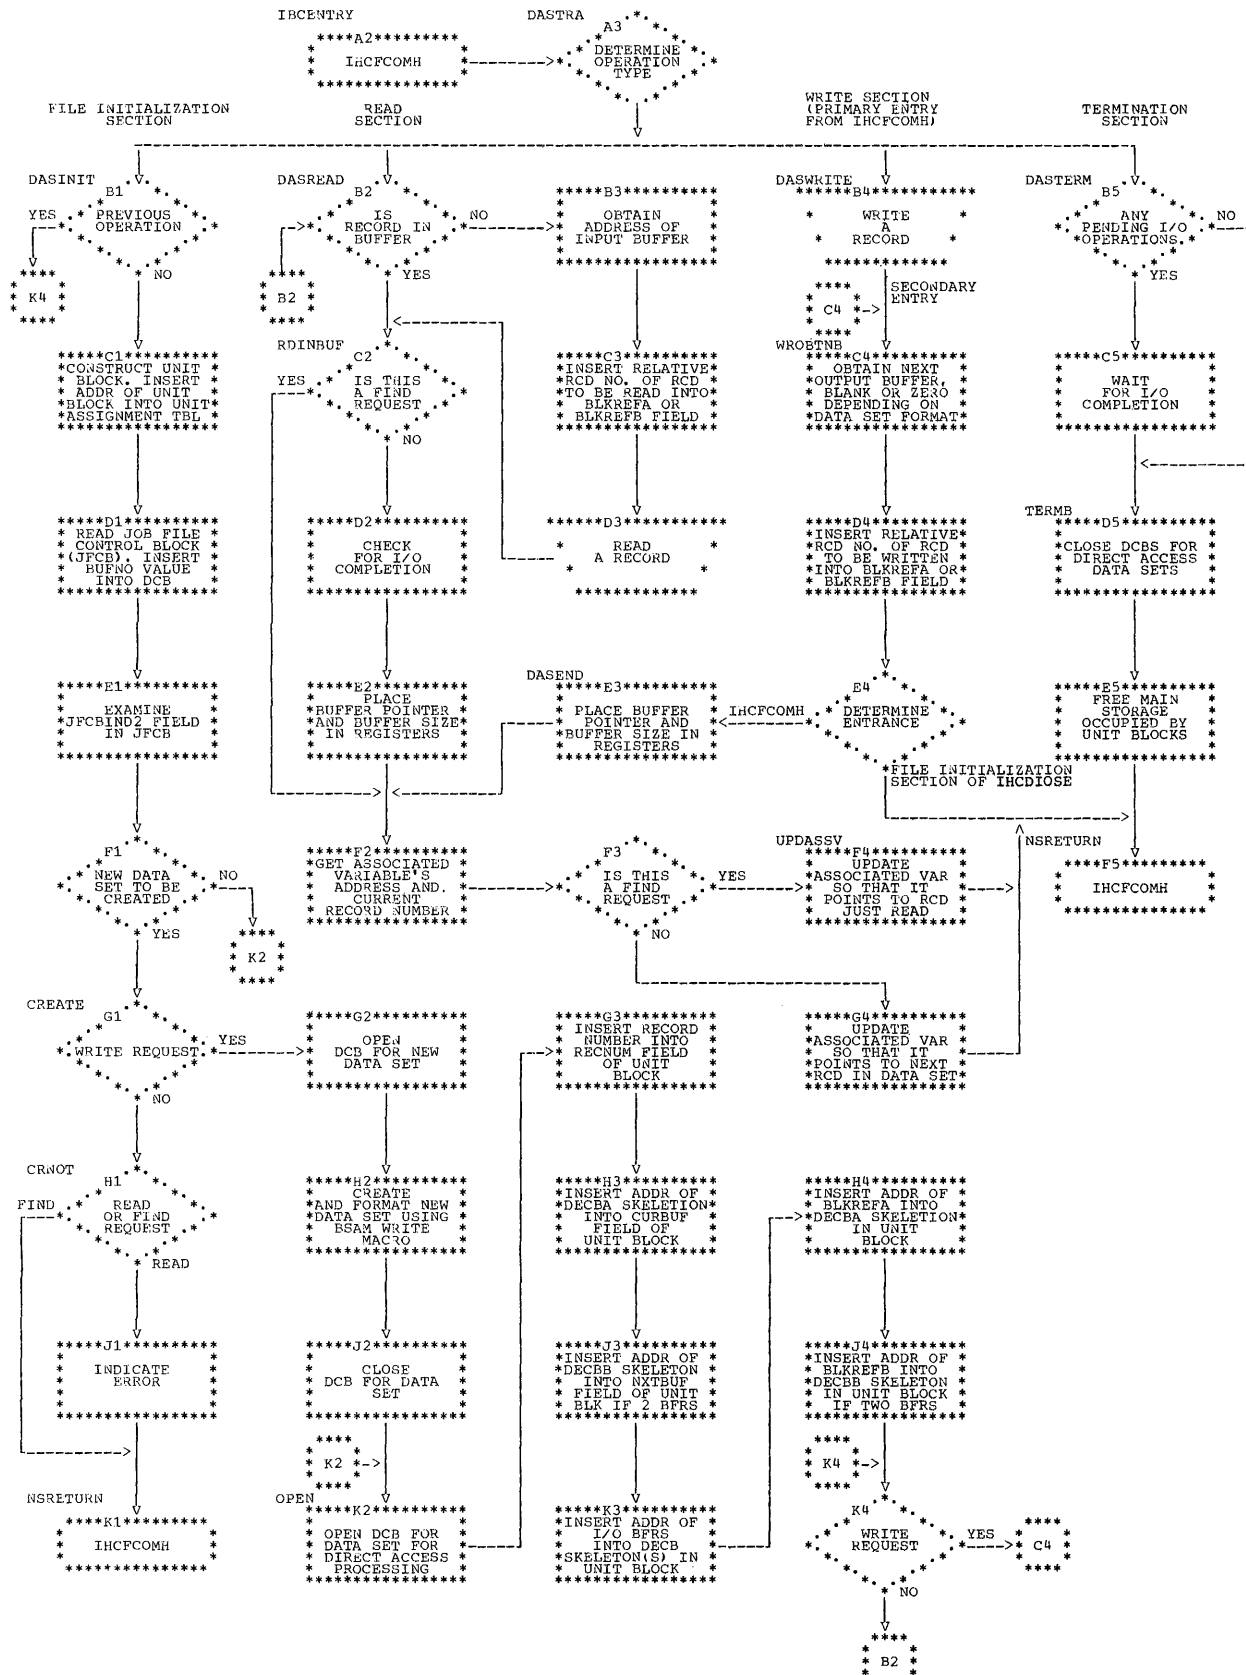 IBCENTRY
DASTRA
A2
IHCFCOMH
A3
DETERMINE
OPERATION
TYPE
FILE INITIALIZATION
SECTION
READ
SECTION
WRITE SECTION
(PRIMARY ENTRY
FROM IHCFCOMH)
TERMINATION
SECTION
DASINIT
B1
PREVIOUS
OPERATION
YES
NO
K4
DASREAD
B2
IS
RECORD IN
BUFFER
NO
YES
B2
B3
OBTAIN
ADDRESS OF
INPUT BUFFER
DASWRITE
B4
WRITE
A
RECORD
SECONDARY
ENTRY
C4
DASTERM
B5
ANY
PENDING I/O
OPERATIONS.
NO
YES
C1
CONSTRUCT UNIT
BLOCK. INSERT
ADDR OF UNIT
BLOCK INTO UNIT
ASSIGNMENT TBL
RDINBUF
C2
IS THIS
A FIND
REQUEST
YES
NO
C3
INSERT RELATIVE
RCD NO. OF RCD
TO BE READ INTO
BLKREFA OR
BLKREFB FIELD
WROBTNB
C4
OBTAIN NEXT
OUTPUT BUFFER,
BLANK OR ZERO
DEPENDING ON
DATA SET FORMAT
C5
WAIT
FOR I/O
COMPLETION
D1
READ JOB FILE
CONTROL BLOCK
(JFCB). INSERT
BUFNO VALUE
INTO DCB
D2
CHECK
FOR I/O
COMPLETION
D3
READ
A RECORD
D4
INSERT RELATIVE
RCD NO. OF RCD
TO BE WRITTEN
INTO BLKREFA OR
BLKREFB FIELD
TERMB
D5
CLOSE DCBS FOR
DIRECT ACCESS
DATA SETS
E1
EXAMINE
JFCBIND2 FIELD
IN JFCB
E2
PLACE
BUFFER POINTER
AND BUFFER SIZE
IN REGISTERS
DASEND
E3
PLACE BUFFER
POINTER AND
BUFFER SIZE IN
REGISTERS
IHCFCOMH
E4
DETERMINE
ENTRANCE
FILE INITIALIZATION
SECTION OF IHCDIOSE
E5
FREE MAIN
STORAGE
OCCUPIED BY
UNIT BLOCKS
F1
NEW DATA
SET TO BE
CREATED
NO
YES
K2
F2
GET ASSOCIATED
VARIABLE'S
ADDRESS AND.
CURRENT
RECORD NUMBER
F3
IS THIS
A FIND
REQUEST
YES
NO
UPDASSV
F4
UPDATE
ASSOCIATED VAR
SO THAT IT
POINTS TO RCD
JUST READ
NSRETURN
F5
IHCFCOMH
CREATE
G1
WRITE REQUEST
YES
NO
G2
OPEN
DCB FOR NEW
DATA SET
G3
INSERT RECORD
NUMBER INTO
RECNUM FIELD
OF UNIT
BLOCK
G4
UPDATE
ASSOCIATED VAR
SO THAT IT
POINTS TO NEXT
RCD IN DATA SET
CRNOT
H1
READ
OR FIND
REQUEST
FIND
READ
H2
CREATE
AND FORMAT NEW
DATA SET USING
BSAM WRITE
MACRO
H3
INSERT ADDR OF
DECBA SKELETION
INTO CURBUF
FIELD OF
UNIT BLOCK
H4
INSERT ADDR OF
BLKREFA INTO
DECBA SKELETION
IN UNIT
BLOCK
J1
INDICATE
ERROR
J2
CLOSE
DCB FOR DATA
SET
J3
INSERT ADDR OF
DECBB SKELETON
INTO NXTBUF
FIELD OF UNIT
BLK IF 2 BFRS
J4
INSERT ADDR OF
BLKREFB INTO
DECBB SKELETON
IN UNIT BLOCK
IF TWO BFRS
K2
K4
NSRETURN
K1
IHCFCOMH
OPEN
K2
OPEN DCB FOR
DATA SET FOR
DIRECT ACCESS
PROCESSING
K3
INSERT ADDR OF
I/O BFRS
INTO DECB
SKELETON(S) IN
UNIT BLOCK
K4
WRITE
REQUEST
YES
NO
C4
B2